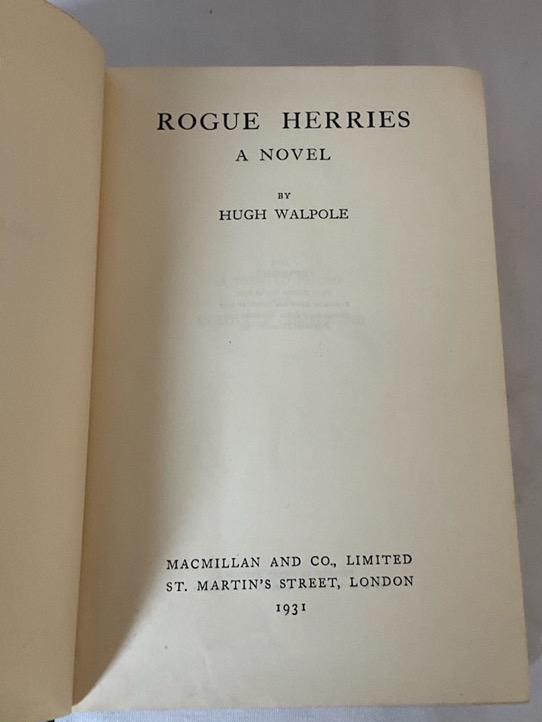 ROGUE HERRIES
A NOVEL
BY
HUGH WALPOLE
MACMILLAN AND CO., LIMITED
ST. MARTIN'S STREET, LONDON
1931